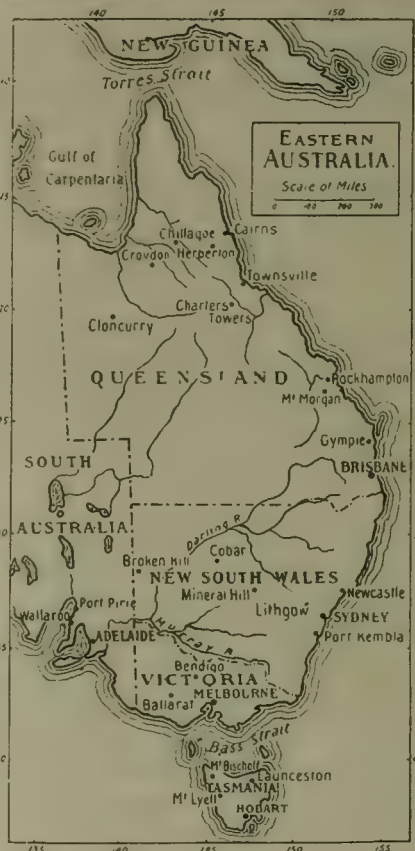 140 145 150
NEW GUINEA
Torres Strait
EASTERN
AUSTRALIA.
Scale of Miles
Gulf of
Carpentaria
Chillagoe
Cairns
Croydon
Herperton
Townsville
Charters
Towers
Cloncurry
QUEENSLAND
Rockhampton
Mt Morgan
Gympie
SOUTH
BRISBANE
AUSTRALIA
Darling R.
Broken Hill
Cobar
NEW SOUTH WALES
Mineral Hill
Newcastle
Wallaroo
Port Pirie
Lithgow
SYDNEY
ADELAIDE
Murray R
Port Kembla
Bendigo
VICTORIA
MELBOURNE
Ballarat
Bass Strait
Mt Bischoff
Launceston
TASMANIA
Mt Lyell
HOBART
135 145 150 155